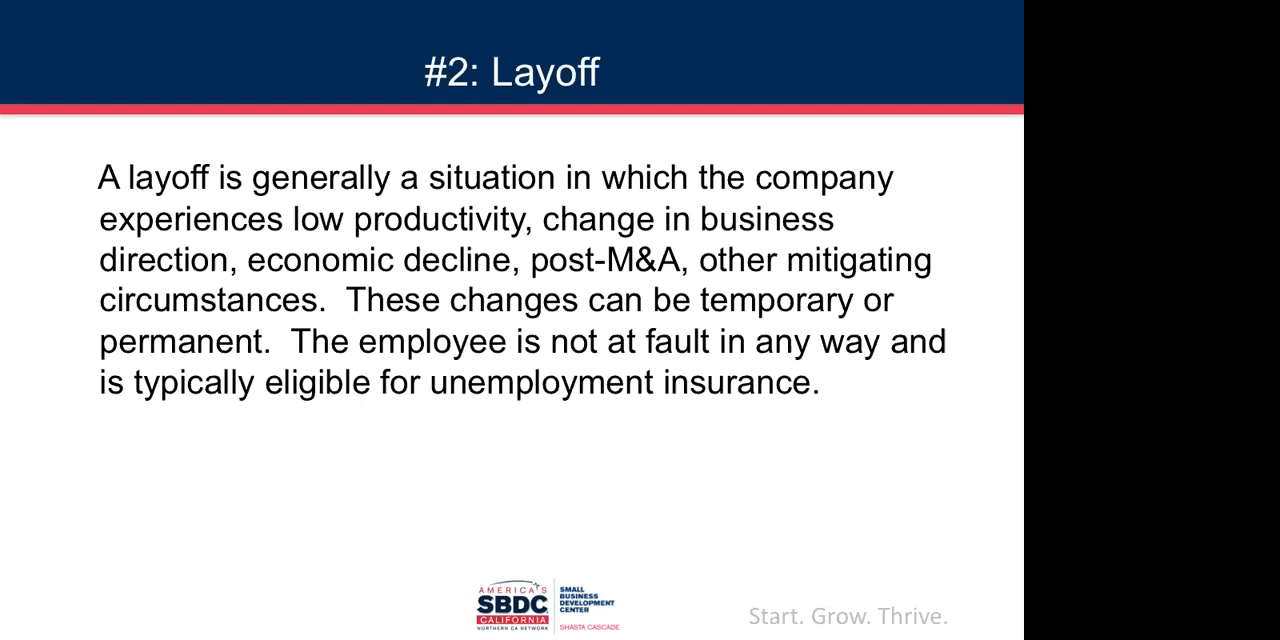 #2: Layoff
A layoff is generally a situation in which the company
experiences low productivity, change in business
direction, economic decline, post-M&A, other mitigating
circumstances.  These changes can be temporary or
permanent.  The employee is not at fault in any way and
is typically eligible for unemployment insurance.
AMERICA'S
SBDC
CALIFORNIA
NORTHERN CA NETWORK
SMALL
BUSINESS
DEVELOPMENT
CENTER
SHASTA CASCADE
Start. Grow. Thrive.